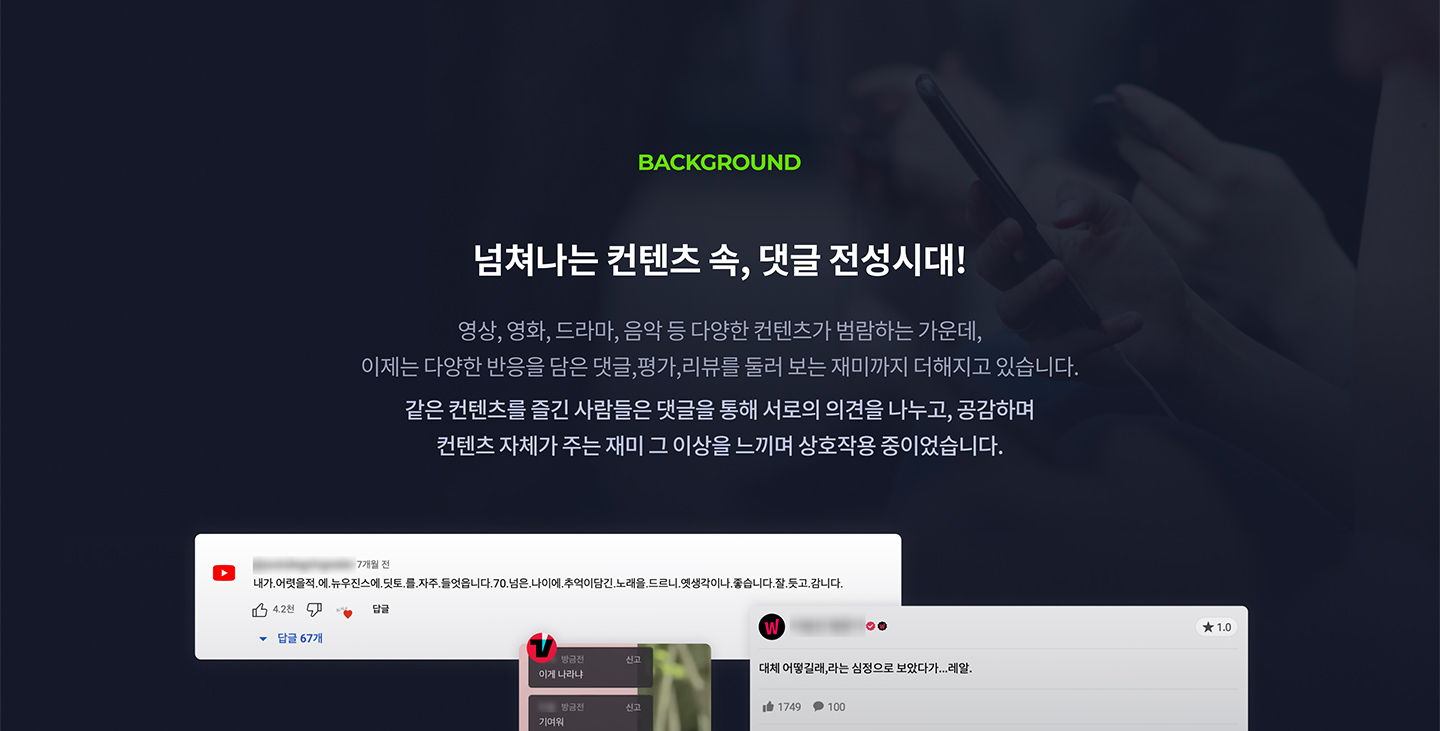 BACKGROUND
넘쳐나는 컨텐츠 속, 댓글 전성시대!
영상, 영화, 드라마, 음악 등 다양한 컨텐츠가 범람하는 가운데,
이제는 다양한 반응을 담은 댓글,평가,리뷰를 둘러 보는 재미까지 더해지고 있습니다.
같은 컨텐츠를 즐긴 사람들은 댓글을 통해 서로의 의견을 나누고, 공감하며
컨텐츠 자체가 주는 재미 그 이상을 느끼며 상호작용 중이었습니다.
7개월 전
내가.어렷을적.에.뉴우진스에.딧토.를.자주.들엇읍니다.70.넘은.나이에.추억이담긴.노래을.드르니.옛생각이나.좋습니다.잘.듯고.감니다.
4.2천 답글
답글 67개
방금전 신고
이게 나라냐
방금전 신고
기여워
W
★ 1.0
대체 어떻길래,라는 심정으로 보았다가...레알.
1749 100